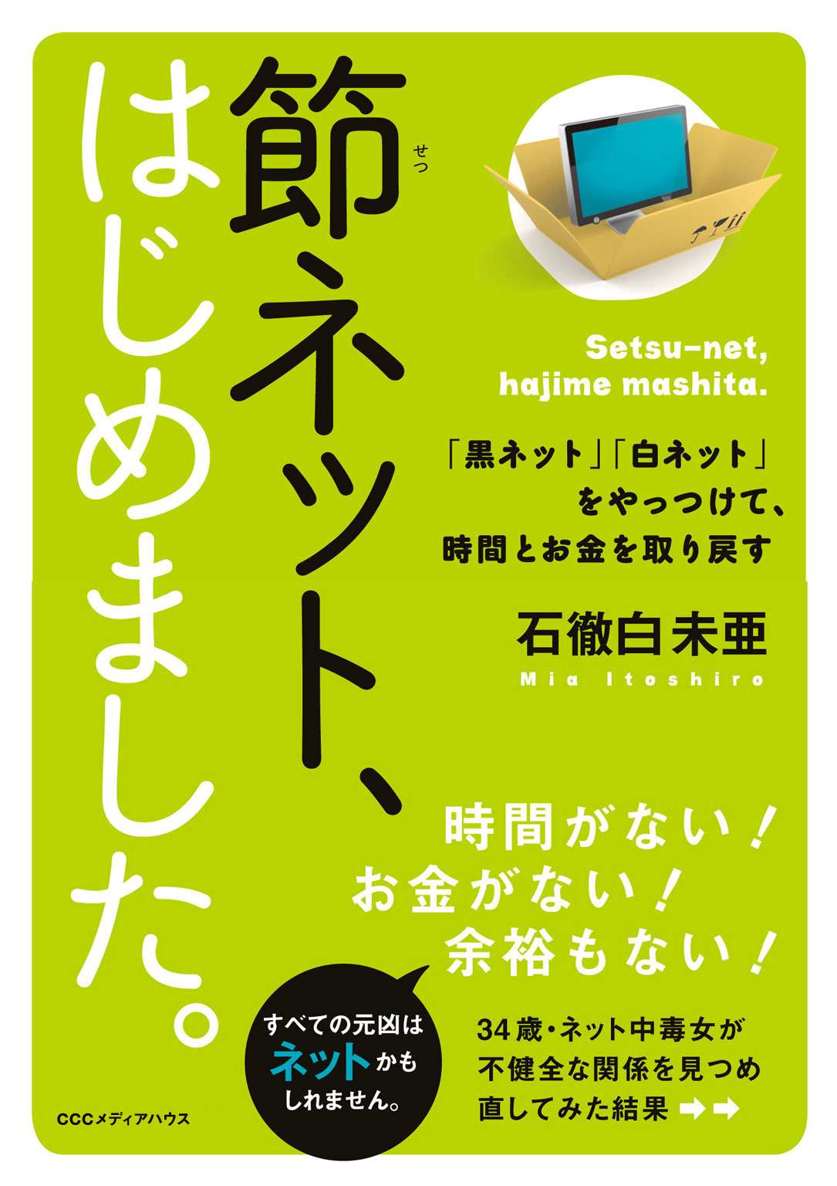 節ネット、
せつ
はじめました。
Setsu-net,
hajime mashita.
「黒ネット」「白ネット」
をやっつけて、
時間とお金を取り戻す
石徹白未亜
Mia Itoshiro
時間がない!
お金がない!
余裕もない!
すべての元凶は
ネットかも
しれません。
34歳・ネット中毒女が
不健全な関係を見つめ
直してみた結果➡➡
CCCメディアハウス